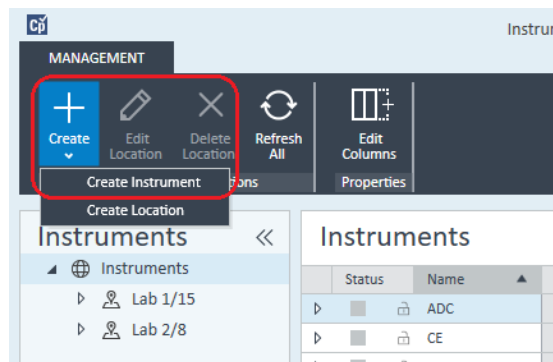 Cp
Instru
MANAGEMENT
Create
Edit
Location
Delete
Location
Refresh
All
Edit
Columns
Create Instrument
ons
Properties
Create Location
Instruments
Instruments
Instruments
Status
Name
Lab 1/15
ADC
Lab 2/8
CE